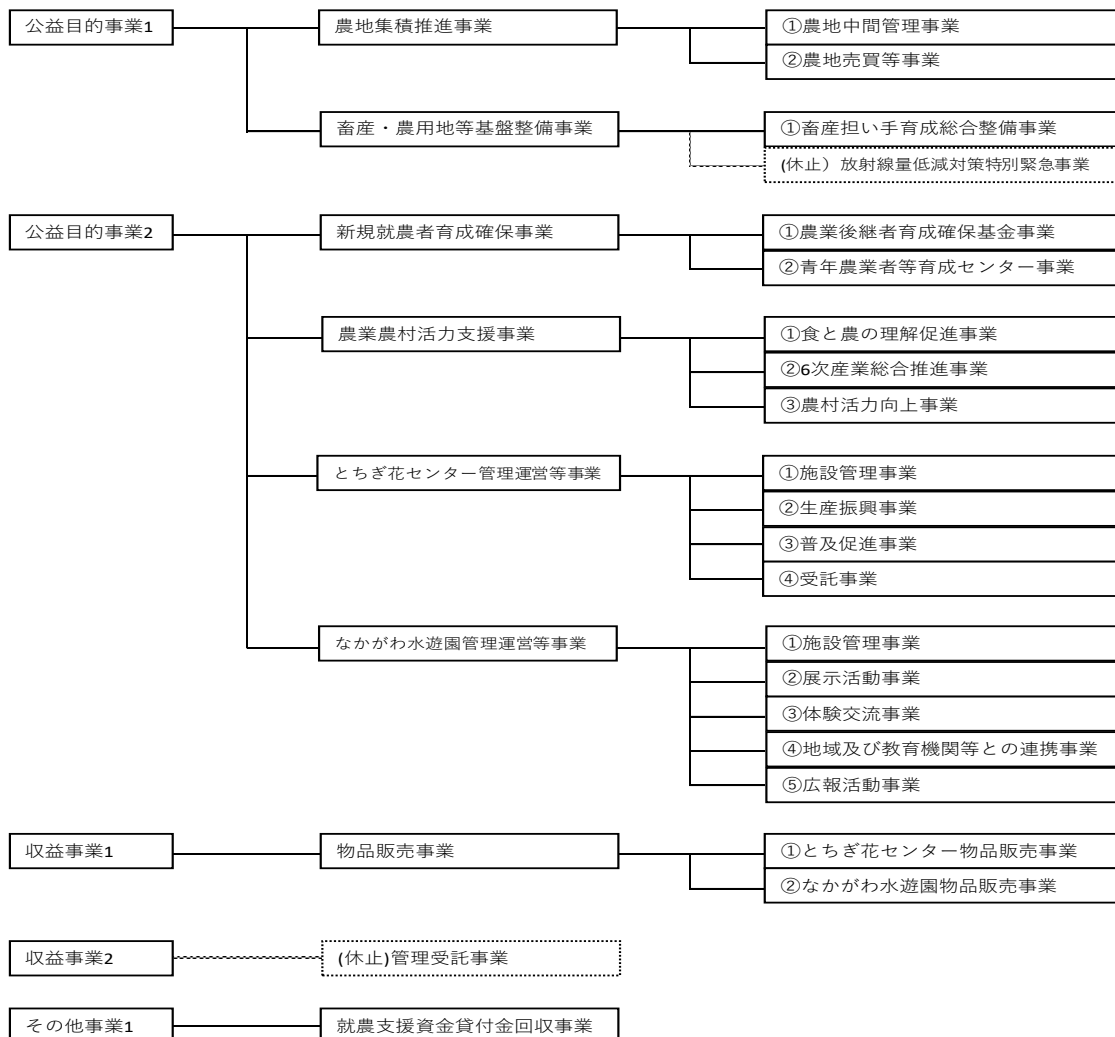 公益目的事業1
農地集積推進事業
①農地中間管理事業
②農地売買等事業
畜産・農用地等基盤整備事業
①畜産担い手育成総合整備事業
(休止）放射線量低減対策特別緊急事業
公益目的事業2
新規就農者育成確保事業
①農業後継者育成確保基金事業
②青年農業者等育成センター事業
農業農村活力支援事業
①食と農の理解促進事業
②6次産業総合推進事業
③農村活力向上事業
とちぎ花センター管理運営等事業
①施設管理事業
②生産振興事業
③普及促進事業
④受託事業
なかがわ水遊園管理運営等事業
①施設管理事業
②展示活動事業
③体験交流事業
④地域及び教育機関等との連携事業
⑤広報活動事業
収益事業1
物品販売事業
①とちぎ花センター物品販売事業
②なかがわ水遊園物品販売事業
収益事業2
(休止)管理受託事業
その他事業1
就農支援資金貸付金回収事業